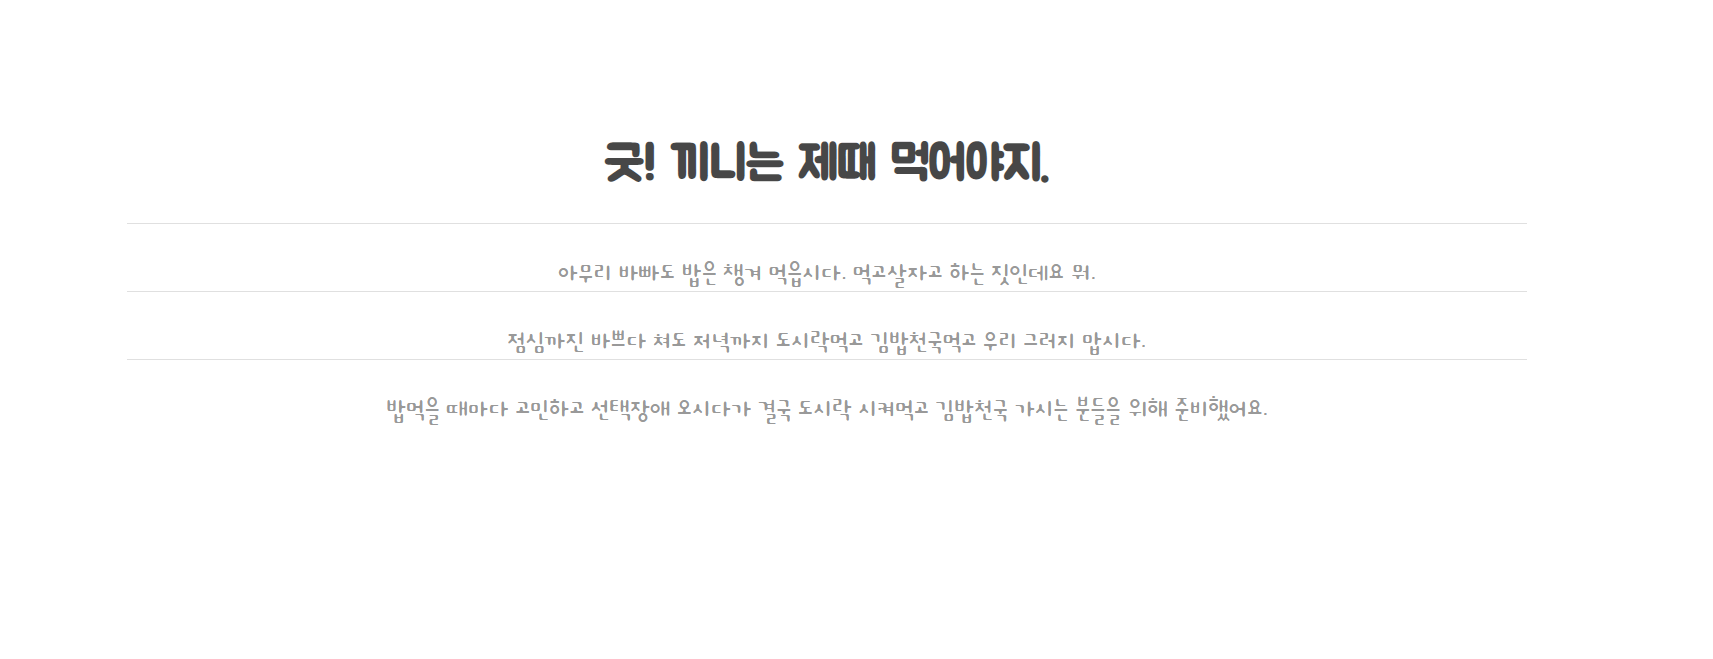 굿! 끼니는 제때 먹어야지.
아무리 바빠도 밥은 챙겨 먹읍시다. 먹고살자고 하는 짓인데요 뭐.
점심까진 바쁘다 쳐도 저녁까지 도시락먹고 김밥천국먹고 우리 그러지 맙시다.
밥먹을 때마다 고민하고 선택장애 오시다가 결국 도시락 시켜먹고 김밥천국 가시는 분들을 위해 준비했어요.